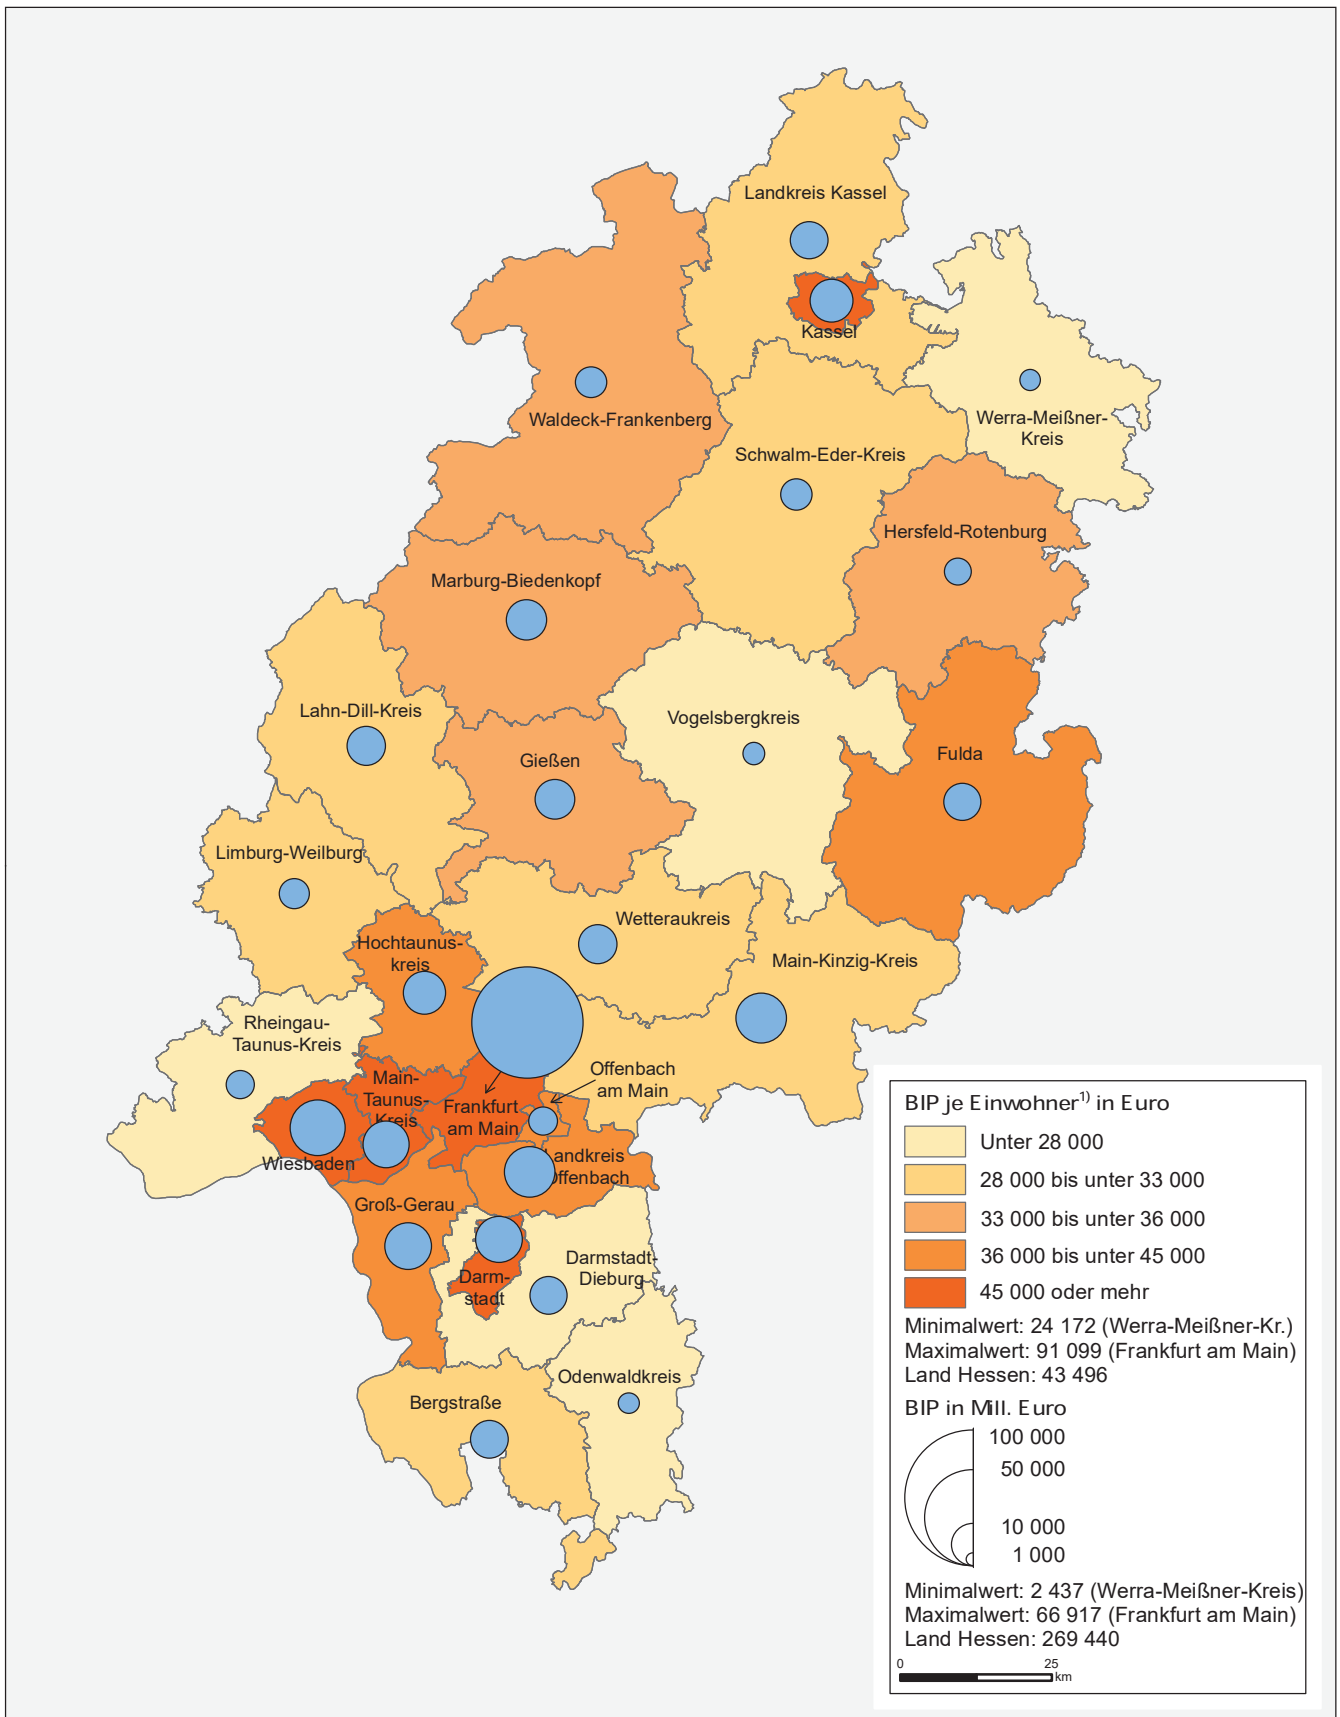 Landkreis Kassel
Kassel
Waldeck-Frankenberg
Werra-Meißner-
Kreis
Schwalm-Eder-Kreis
Hersfeld-Rotenburg
Marburg-Biedenkopf
Lahn-Dill-Kreis
Vogelsbergkreis
Gießen
Fulda
Limburg-Weilburg
Wetteraukreis
Hochtaunus-
kreis
Main-Kinzig-Kreis
Rheingau-
Taunus-Kreis
Offenbach
am Main
Main-
Taunus-
Kreis
Frankfurt
am Main
Wiesbaden
Landkreis
Offenbach
Groß-Gerau
Darmstadt-
Dieburg
Darm-
stadt
Odenwaldkreis
Bergstraße
BIP je Einwohner1) in Euro
Unter 28 000
28 000 bis unter 33 000
33 000 bis unter 36 000
36 000 bis unter 45 000
45 000 oder mehr
Minimalwert: 24 172 (Werra-Meißner-Kr.)
Maximalwert: 91 099 (Frankfurt am Main)
Land Hessen: 43 496
BIP in Mill. Euro
100 000
50 000
10 000
1 000
Minimalwert: 2 437 (Werra-Meißner-Kreis)
Maximalwert: 66 917 (Frankfurt am Main)
Land Hessen: 269 440
0 25
km